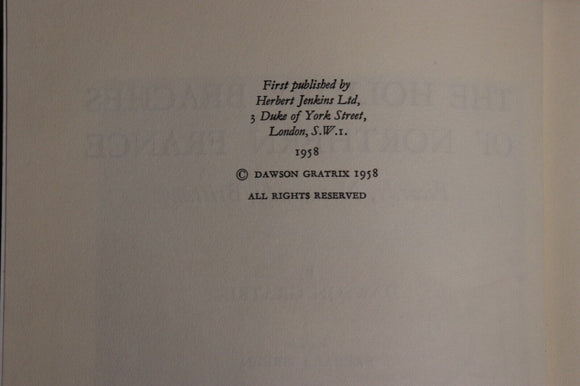 First published by
Herbert Jenkins Ltd,
3 Duke of York Street,
London, S.W.1.
1958
© DAWSON GRATRIX 1958
ALL RIGHTS RESERVED